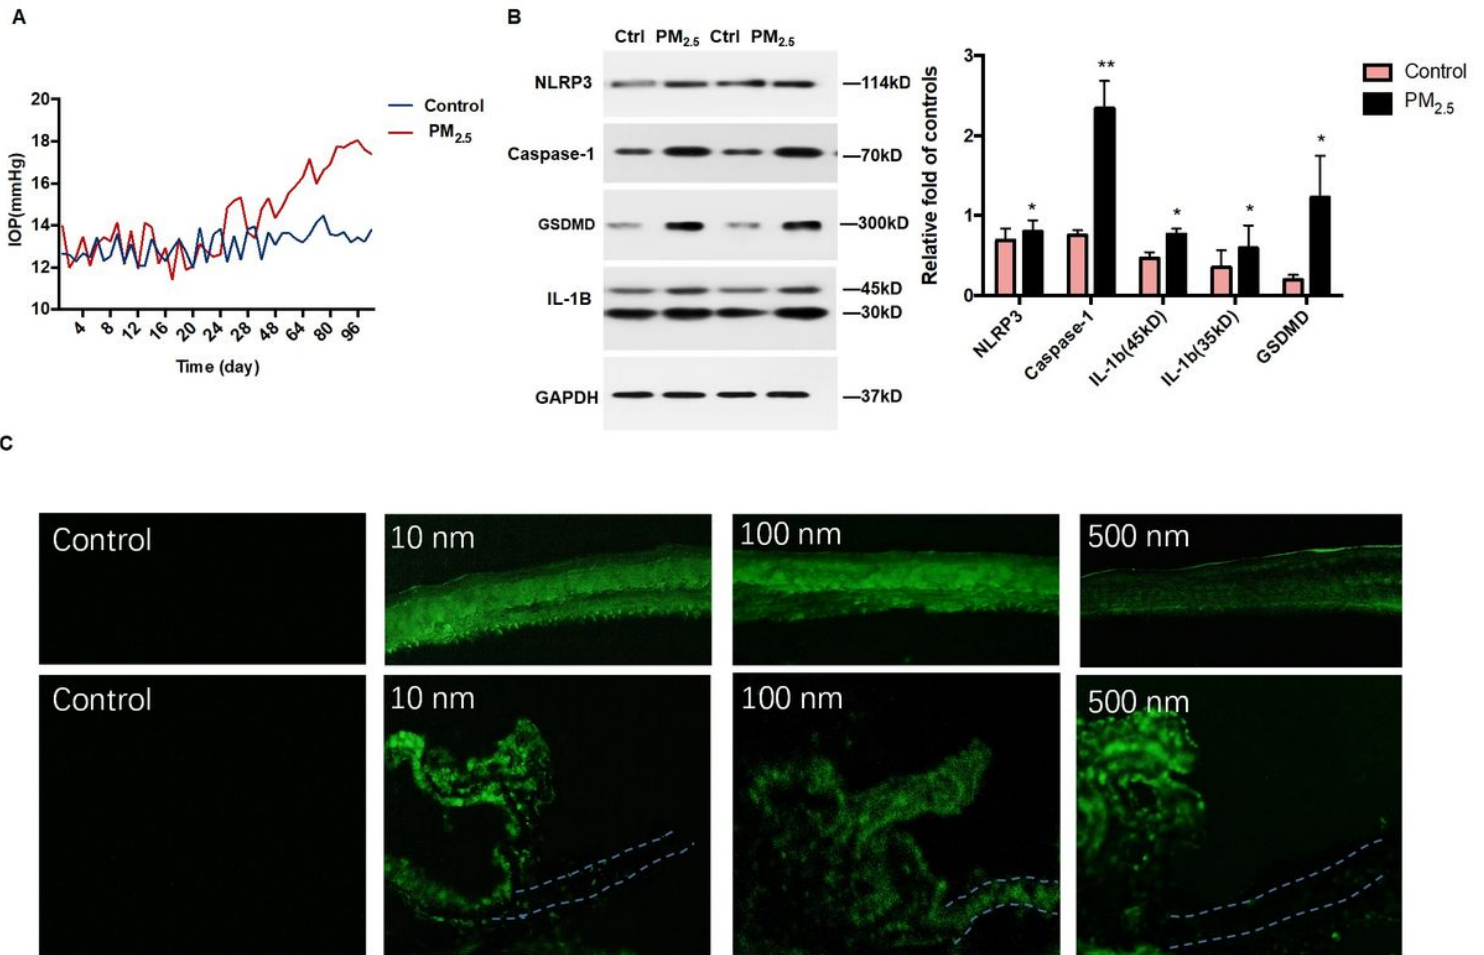 A
20
18
16
14
12
10
IOP(mmHg)
4 8 12 16 20 24 28 48 64 80 96
Time (day)
Control
PM2.5
B
Ctrl PM2.5 Ctrl PM2.5
NLRP3 —114kD
Caspase-1 —70kD
GSDMD —300kD
IL-1B —45kD
—30kD
GAPDH —37kD
Relative fold of controls
3
2
1
0
* ** * * *
NLRP3 Caspase-1 IL-1b(45kD) IL-1b(35kD) GSDMD
Control
PM2.5
C
Control 10 nm 100 nm 500 nm
Control 10 nm 100 nm 500 nm